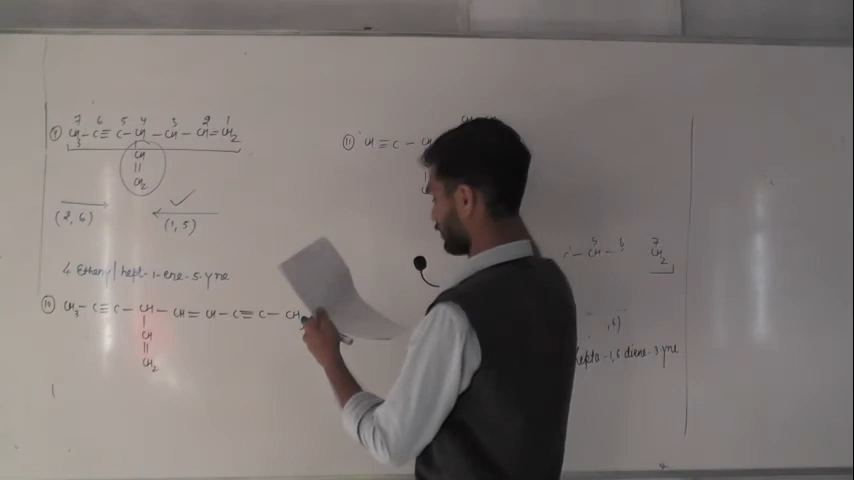 7 6 5 4 3 2 1
9 CH3 - C ≡ C - CH - CH - CH = CH2
CH
||
CH2
(2, 6) (1, 5)
4 Ethenyl hept-1-ene-5-yne
10 CH3 - C ≡ C - CH - CH = CH - C ≡ C - CH3
|
CH
||
CH2
11 CH ≡ C - CH
- CH -
5 6 7
CH2
, 6)
hepta-1,6 diene-3-yne